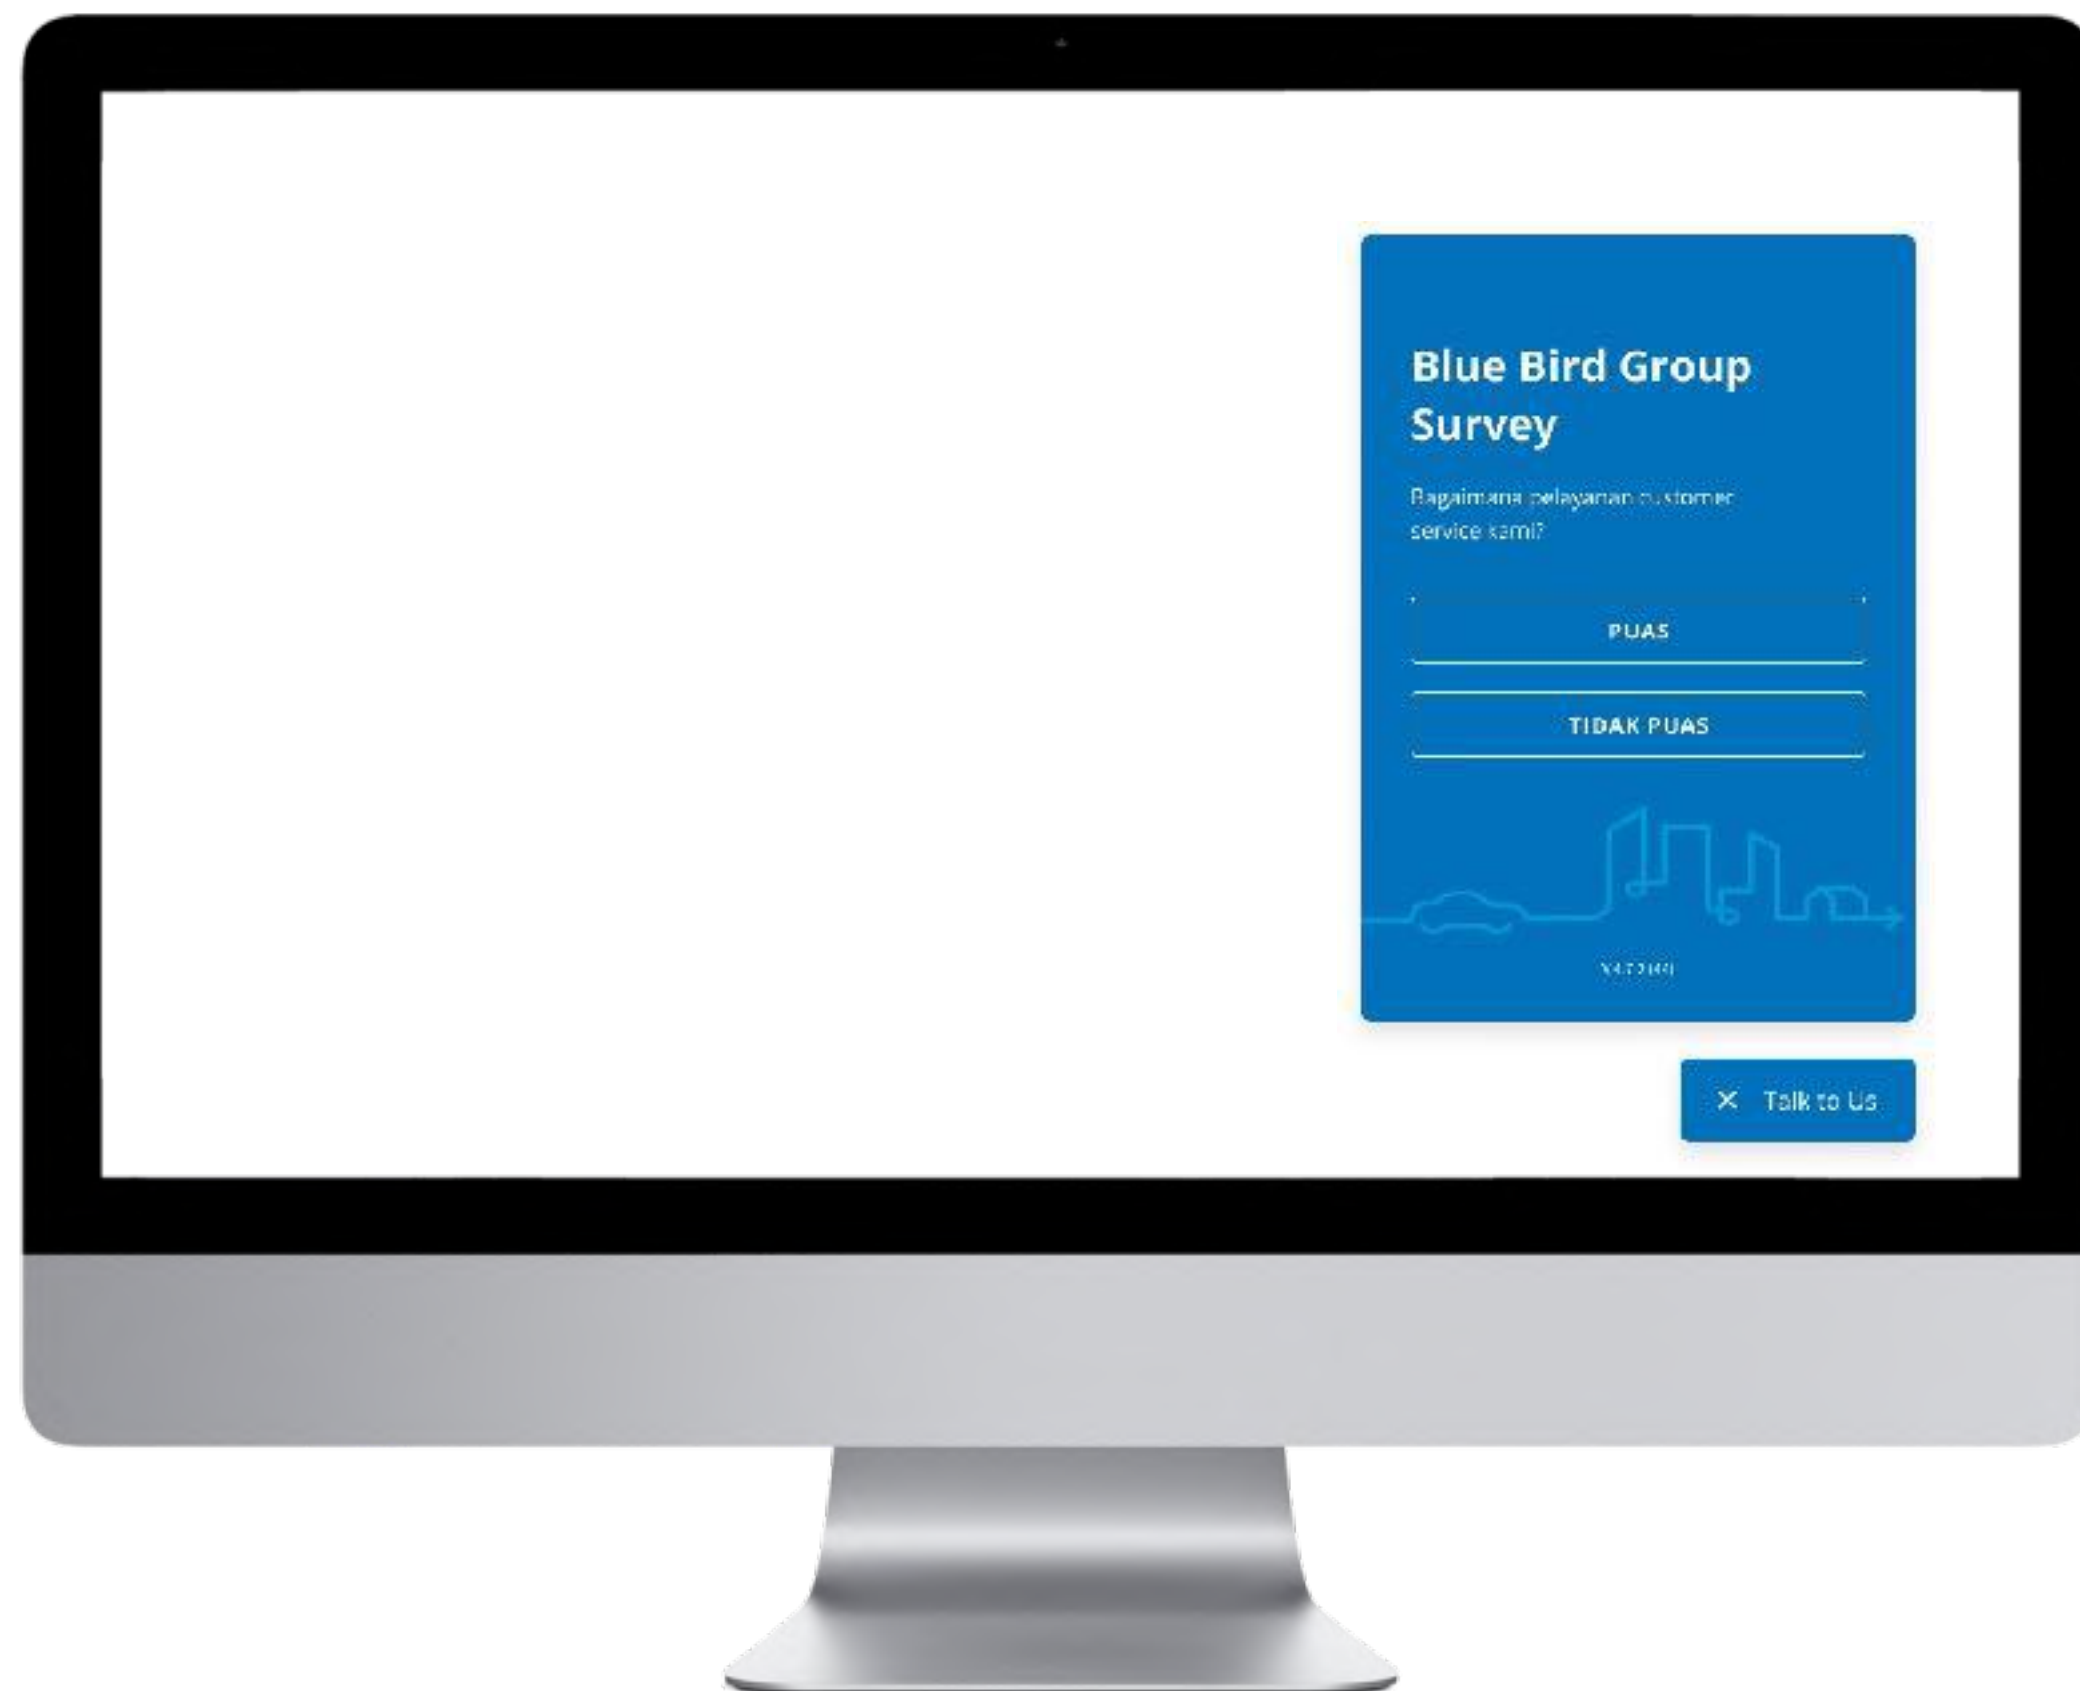 Blue Bird Group
Survey
Bagaimana pelayanan customer
service kami?
PUAS
TIDAK PUAS
Talk to Us